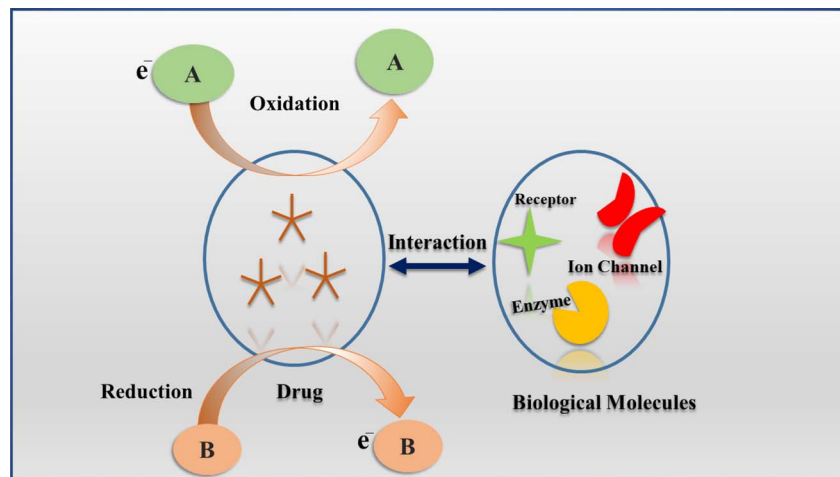 e⁻ A
A
Oxidation
Receptor
Interaction
Ion Channel
Enzyme
Reduction
Drug
Biological Molecules
B
e⁻ B